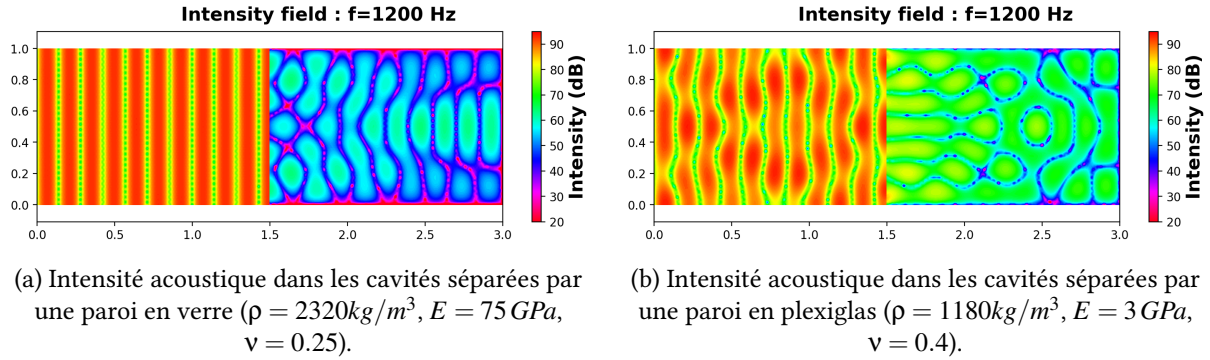 Intensity field : f=1200 Hz
1.0
0.8
0.6
0.4
0.2
0.0
0.0 0.5 1.0 1.5 2.0 2.5 3.0
90
80
70
60
50
40
30
20
Intensity (dB)
(a) Intensité acoustique dans les cavités séparées par
une paroi en verre (ρ = 2320kg/m³, E = 75 GPa,
ν = 0.25).
Intensity field : f=1200 Hz
1.0
0.8
0.6
0.4
0.2
0.0
0.0 0.5 1.0 1.5 2.0 2.5 3.0
90
80
70
60
50
40
30
20
Intensity (dB)
(b) Intensité acoustique dans les cavités séparées par
une paroi en plexiglas (ρ = 1180kg/m³, E = 3 GPa,
ν = 0.4).